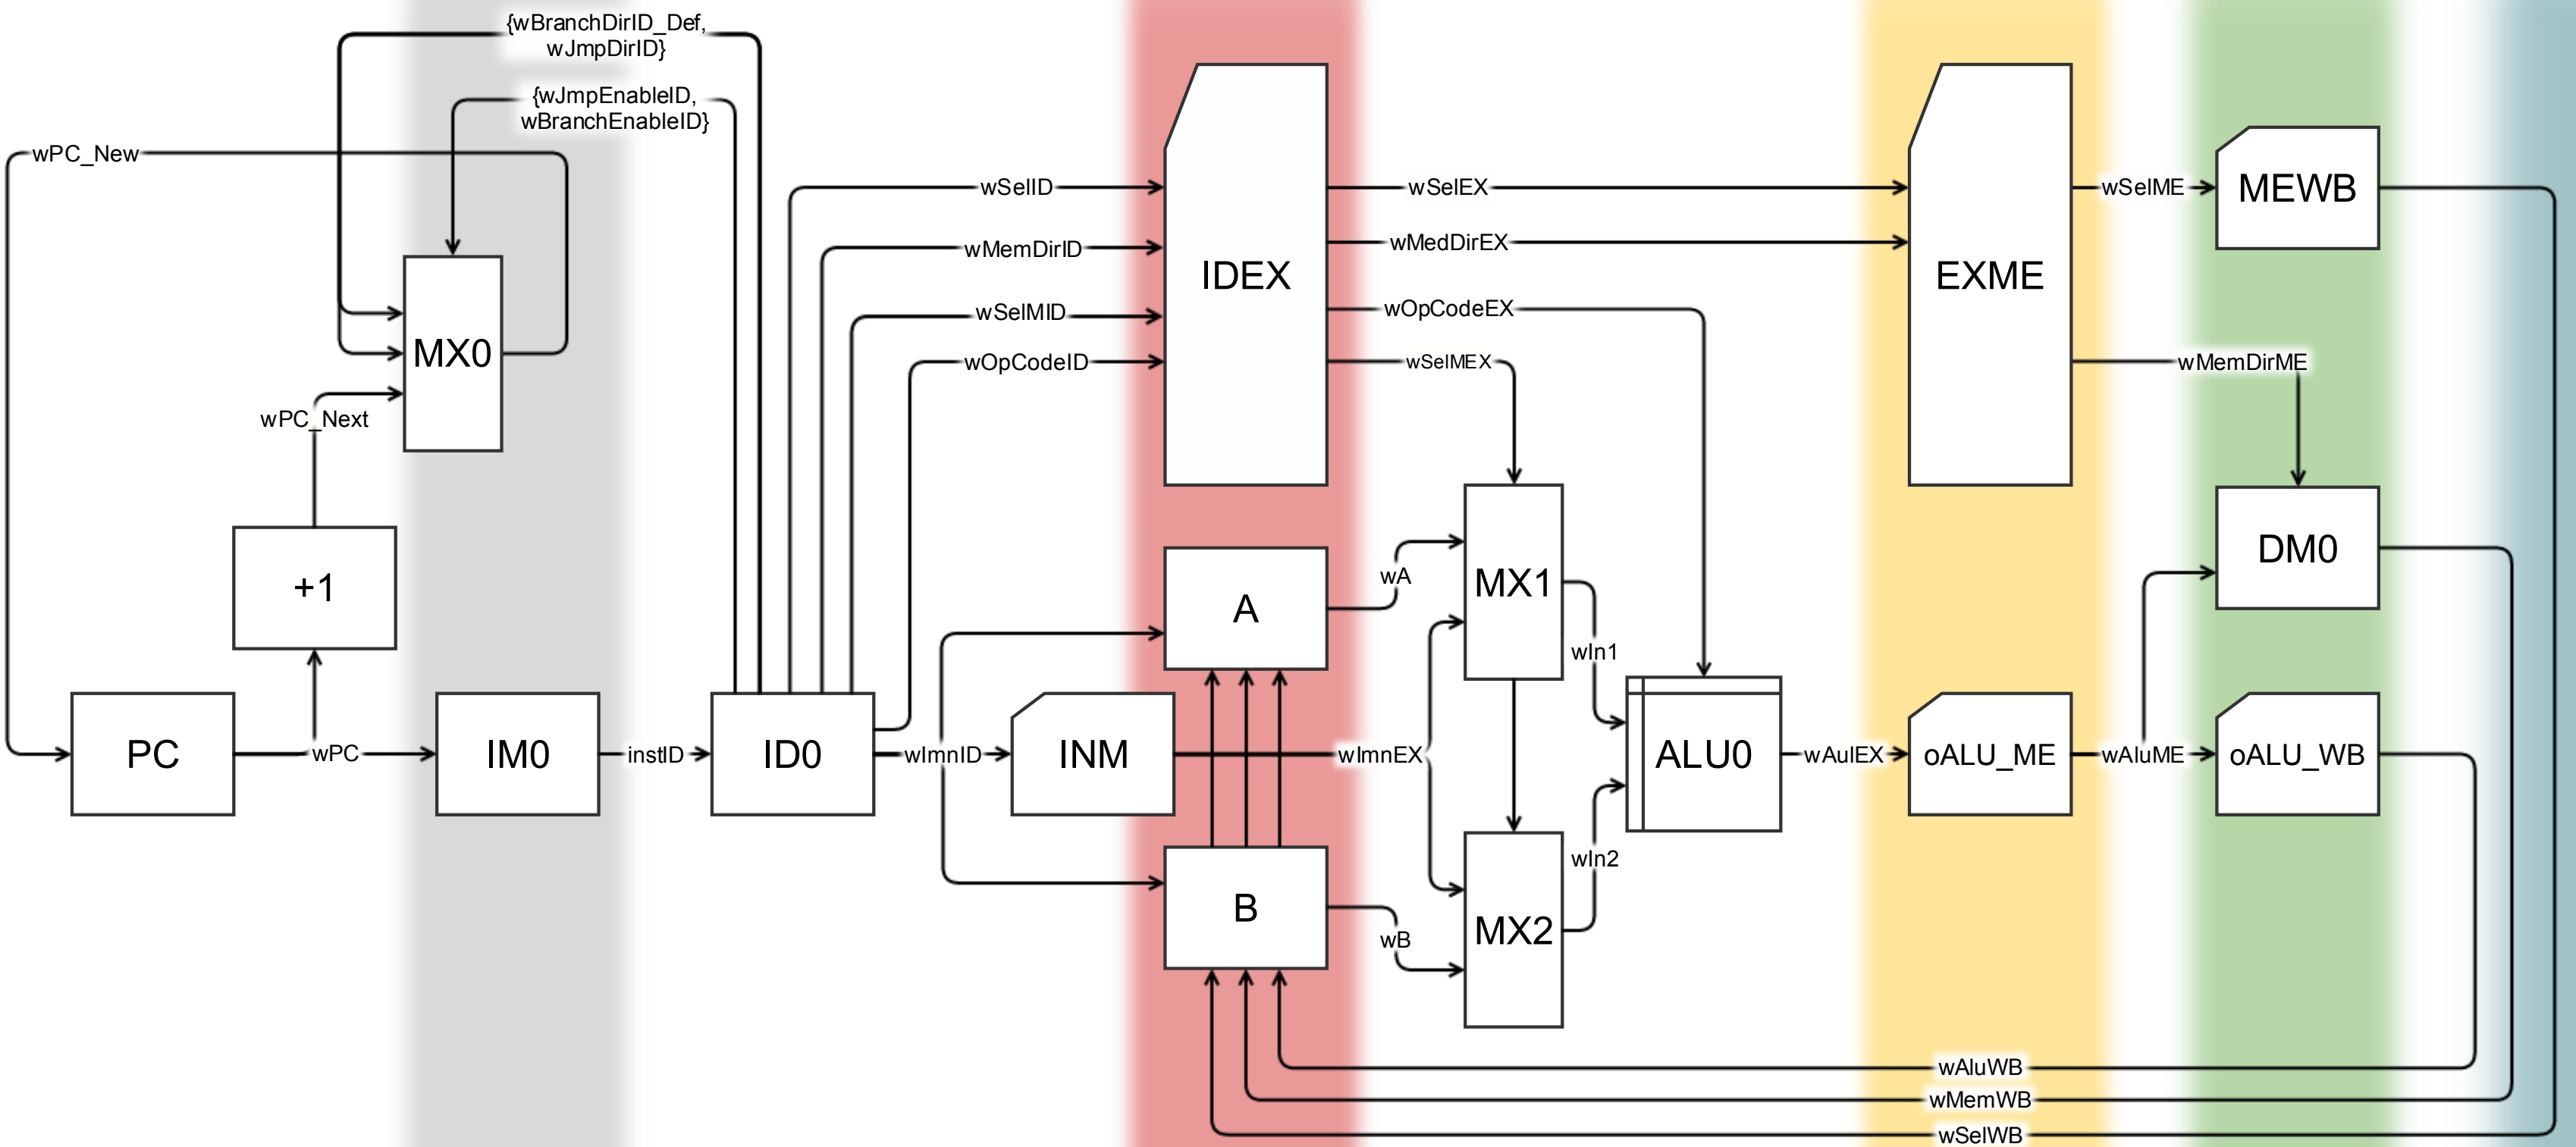 {wBranchDirID_Def,
wJmpDirID}
{wJmpEnableID,
wBranchEnableID}
wPC_New
wSelID
wSelEX
wSelME
MEWB
wMemDirID
wMedDirEX
IDEX
EXME
wSelMID
wOpCodeEX
MX0
wOpCodeID
wSelMEX
wMemDirME
wPC_Next
DM0
+1
wA
MX1
A
wIn1
PC
wPC
IM0
instID
ID0
wImnID
INM
wImnEX
ALU0
wAulEX
oALU_ME
wAluME
oALU_WB
wIn2
B
wB
MX2
wAluWB
wMemWB
wSelWB